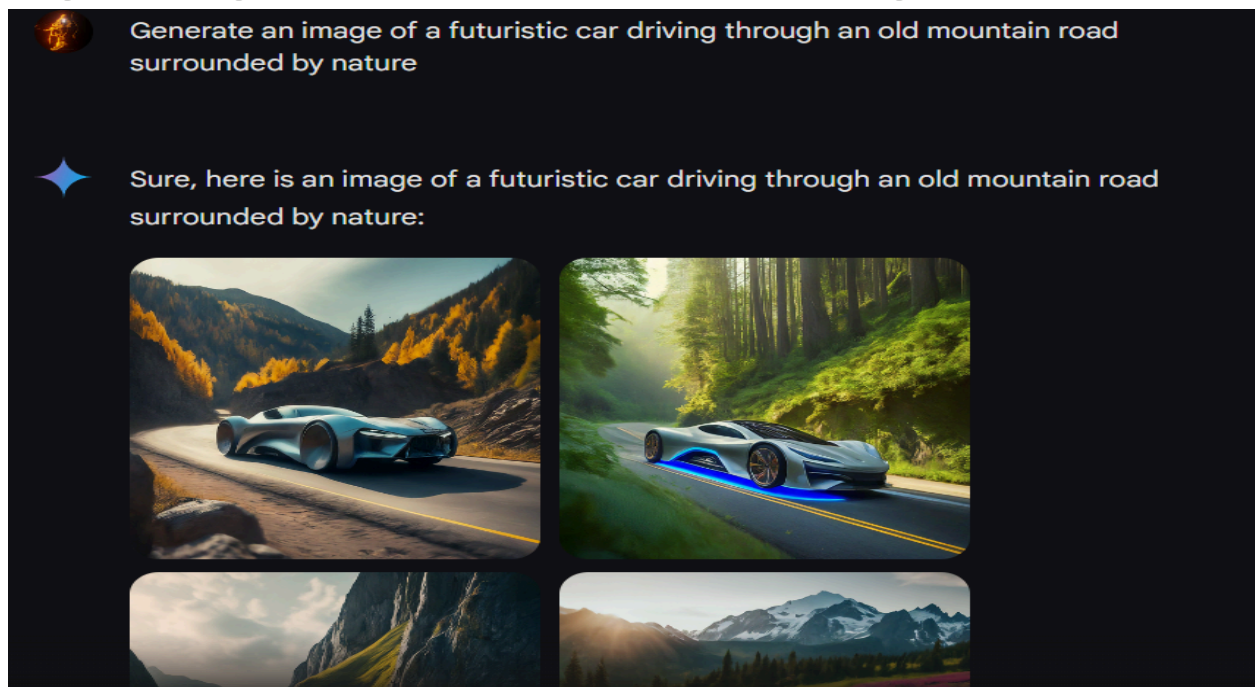 Generate an image of a futuristic car driving through an old mountain road
surrounded by nature
Sure, here is an image of a futuristic car driving through an old mountain road
surrounded by nature: